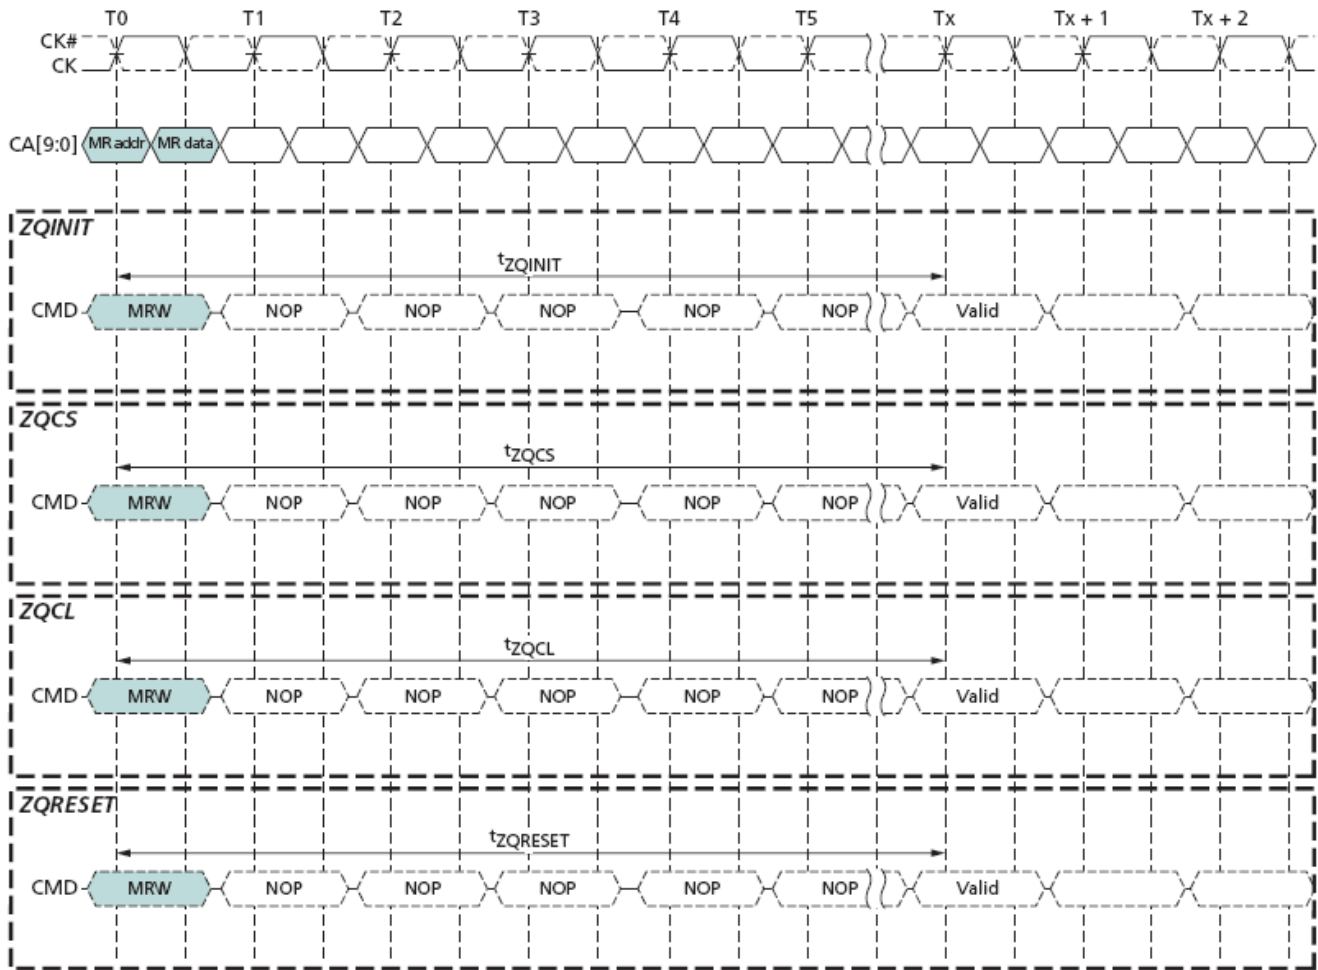 T0 T1 T2 T3 T4 T5 Tx Tx + 1 Tx + 2
CK#
CK
CA[9:0] MR addr MR data
ZQINIT
tZQINIT
CMD MRW NOP NOP NOP NOP NOP Valid
ZQCS
tZQCS
CMD MRW NOP NOP NOP NOP NOP Valid
ZQCL
tZQCL
CMD MRW NOP NOP NOP NOP NOP Valid
ZQRESET
tZQRESET
CMD MRW NOP NOP NOP NOP NOP Valid